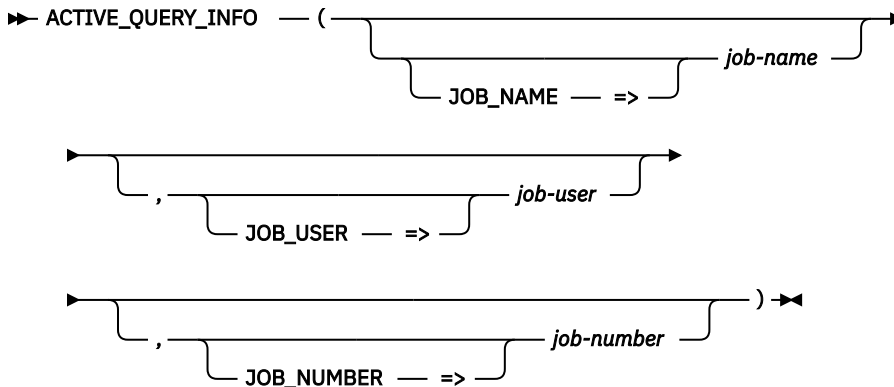 ACTIVE_QUERY_INFO (
job-name
JOB_NAME =>
, job-user
JOB_USER =>
)
, job-number
JOB_NUMBER =>